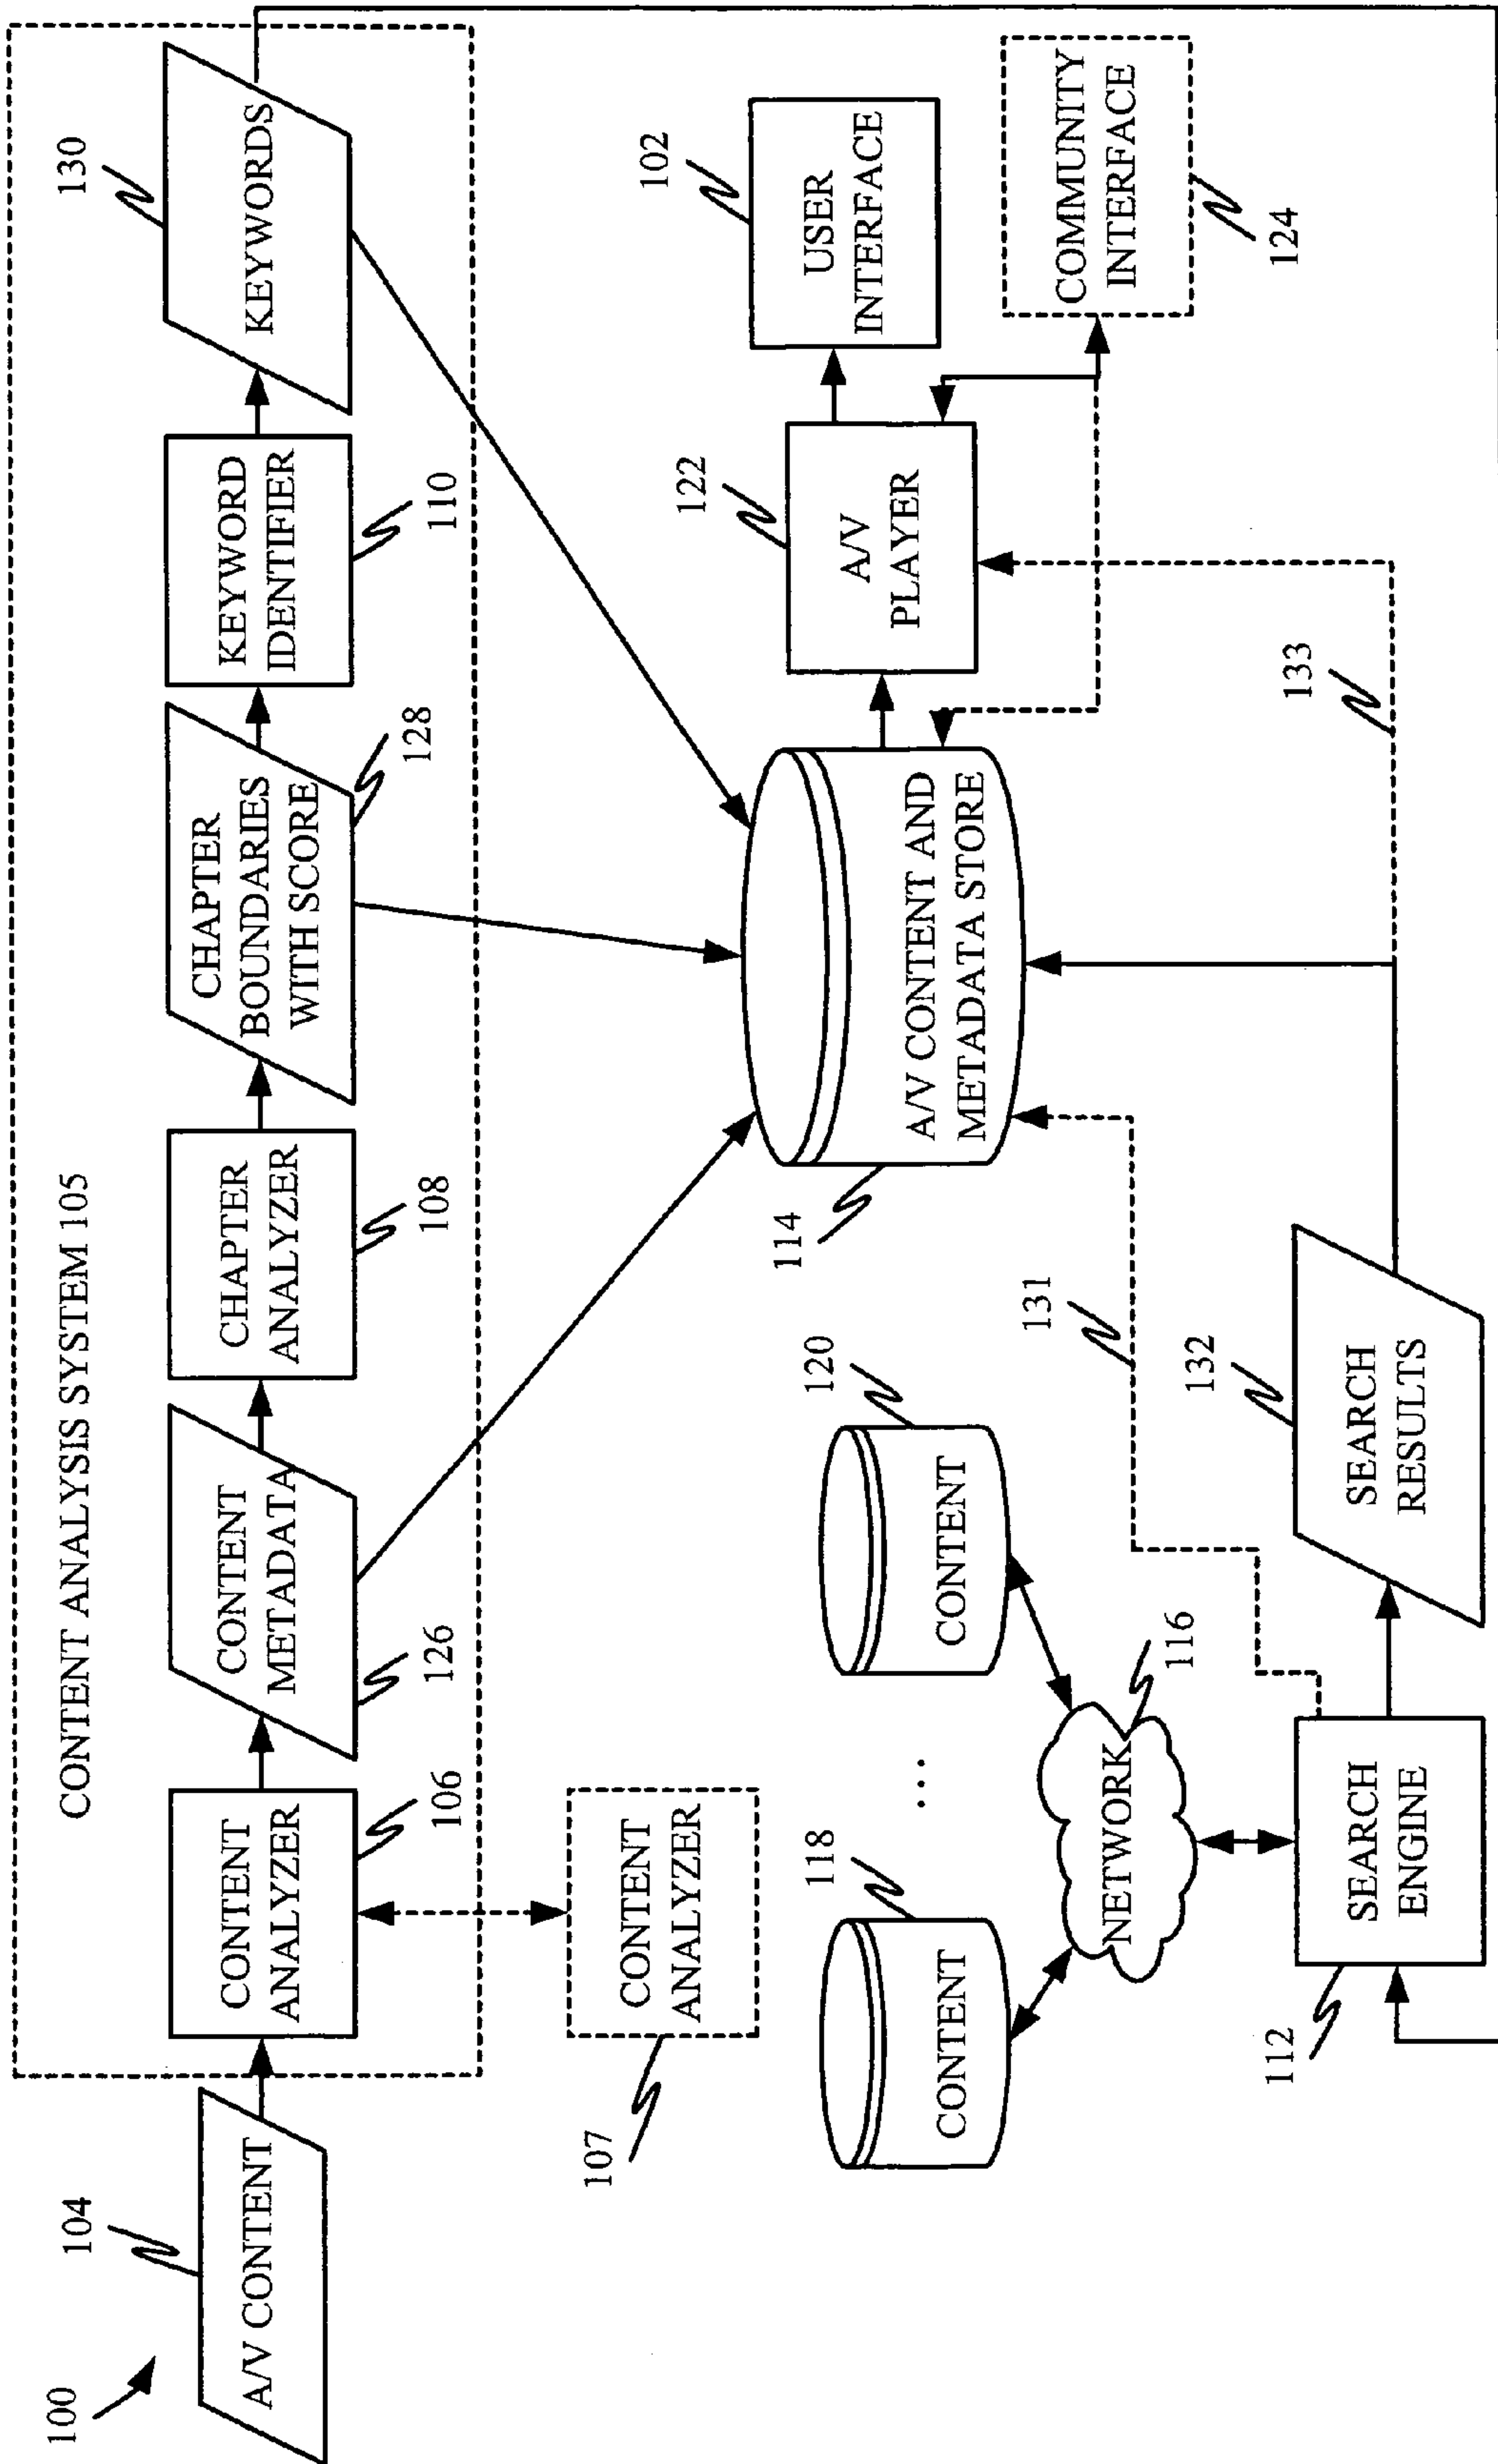 100
CONTENT ANALYSIS SYSTEM 105
104
A/V CONTENT
CONTENT
ANALYZER
106
CONTENT
METADATA
126
CHAPTER
ANALYZER
108
CHAPTER
BOUNDARIES
WITH SCORE
128
KEYWORD
IDENTIFIER
110
130
KEYWORDS
107
CONTENT
ANALYZER
118
CONTENT
...
120
CONTENT
NETWORK
116
114
A/V CONTENT AND
METADATA STORE
122
A/V
PLAYER
102
USER
INTERFACE
COMMUNITY
INTERFACE
124
131
133
112
SEARCH
ENGINE
132
SEARCH
RESULTS